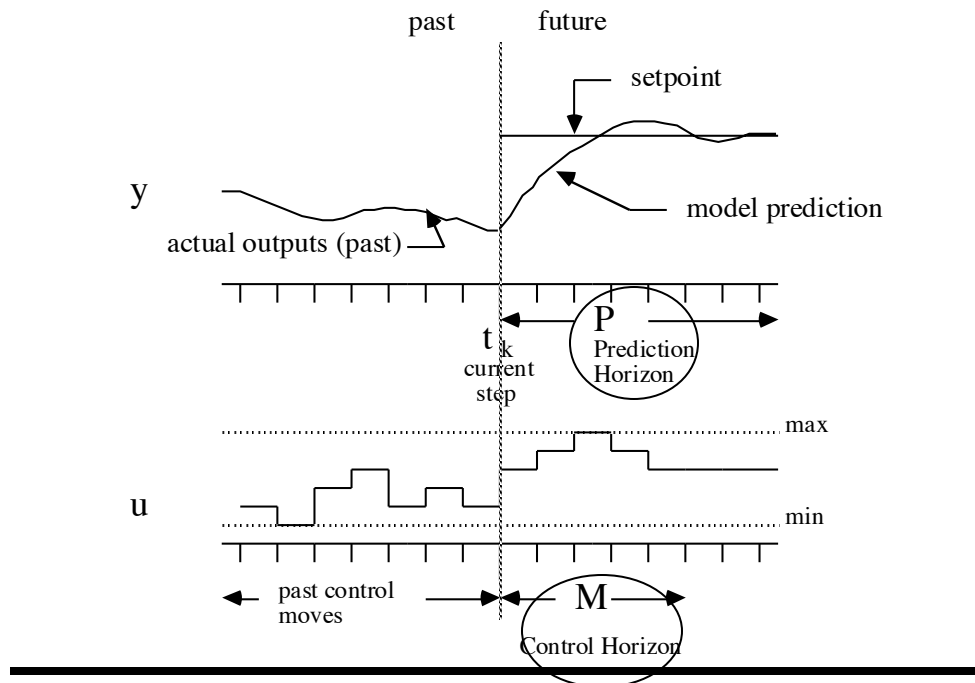 past future
setpoint
y
model prediction
actual outputs (past)
P
t k
Prediction
current
Horizon
step
max
u
min
past control
moves
M
Control Horizon